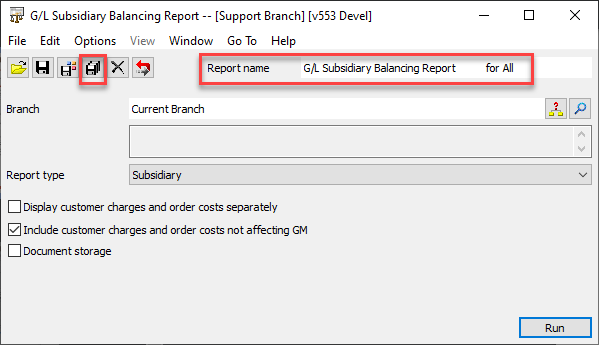 G/L Subsidiary Balancing Report -- [Support Branch] [v553 Devel]
File Edit Options View Window Go To Help
Report name G/L Subsidiary Balancing Report for All
Branch Current Branch
Report type Subsidiary
Display customer charges and order costs separately
Include customer charges and order costs not affecting GM
Document storage
Run